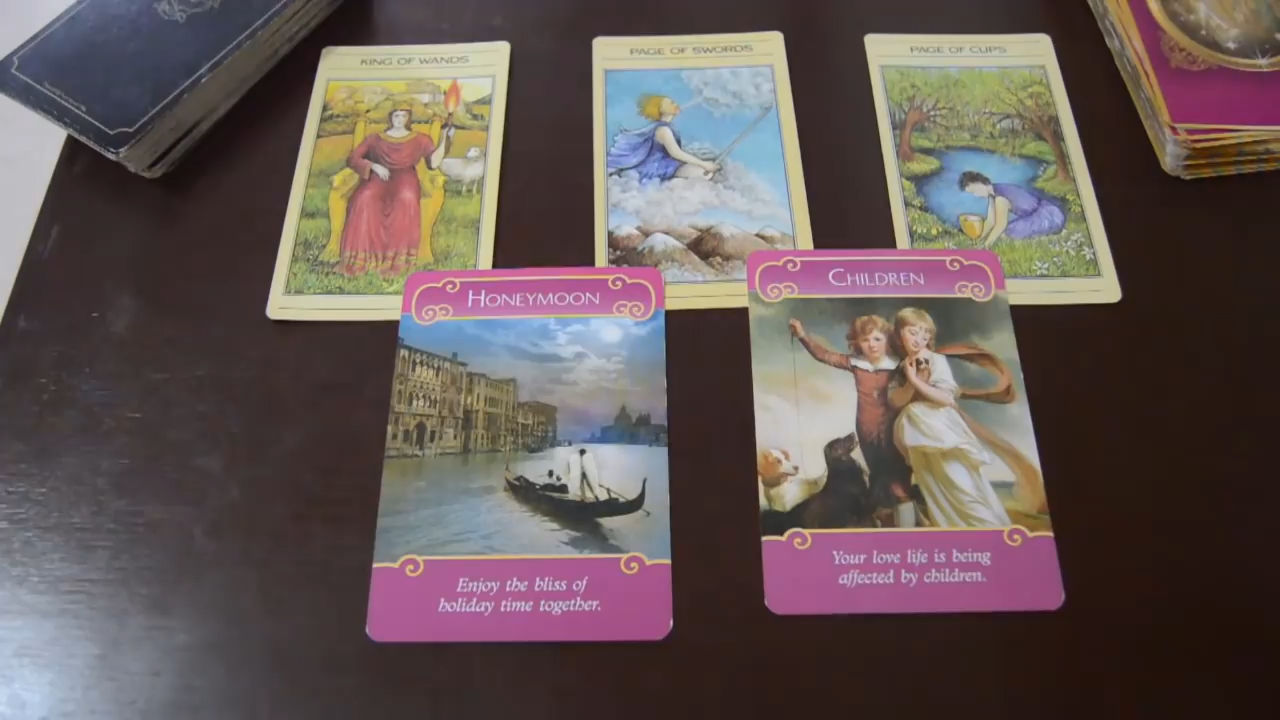 KING OF WANDS
PAGE OF SWORDS
PAGE OF CUPS
HONEYMOON
Enjoy the bliss of
holiday time together.
CHILDREN
Your love life is being
affected by children.